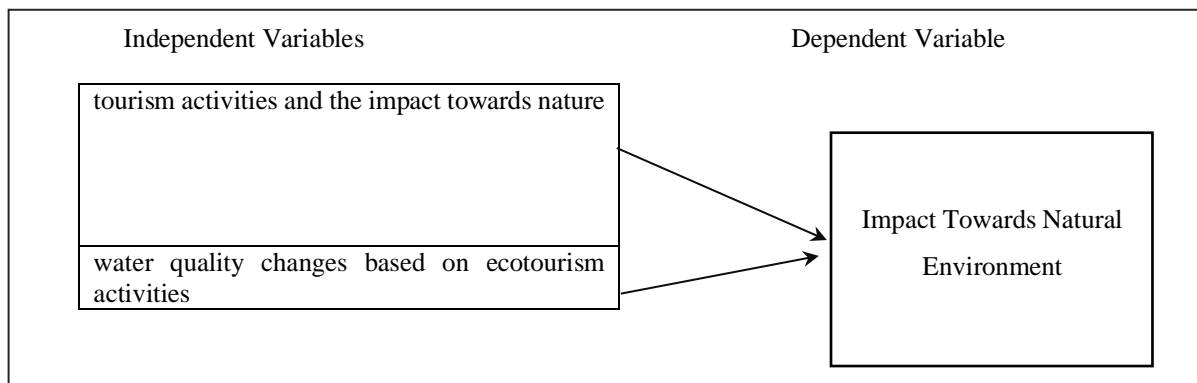 Independent Variables
Dependent Variable
tourism activities and the impact towards nature
water quality changes based on ecotourism
activities
Impact Towards Natural
Environment